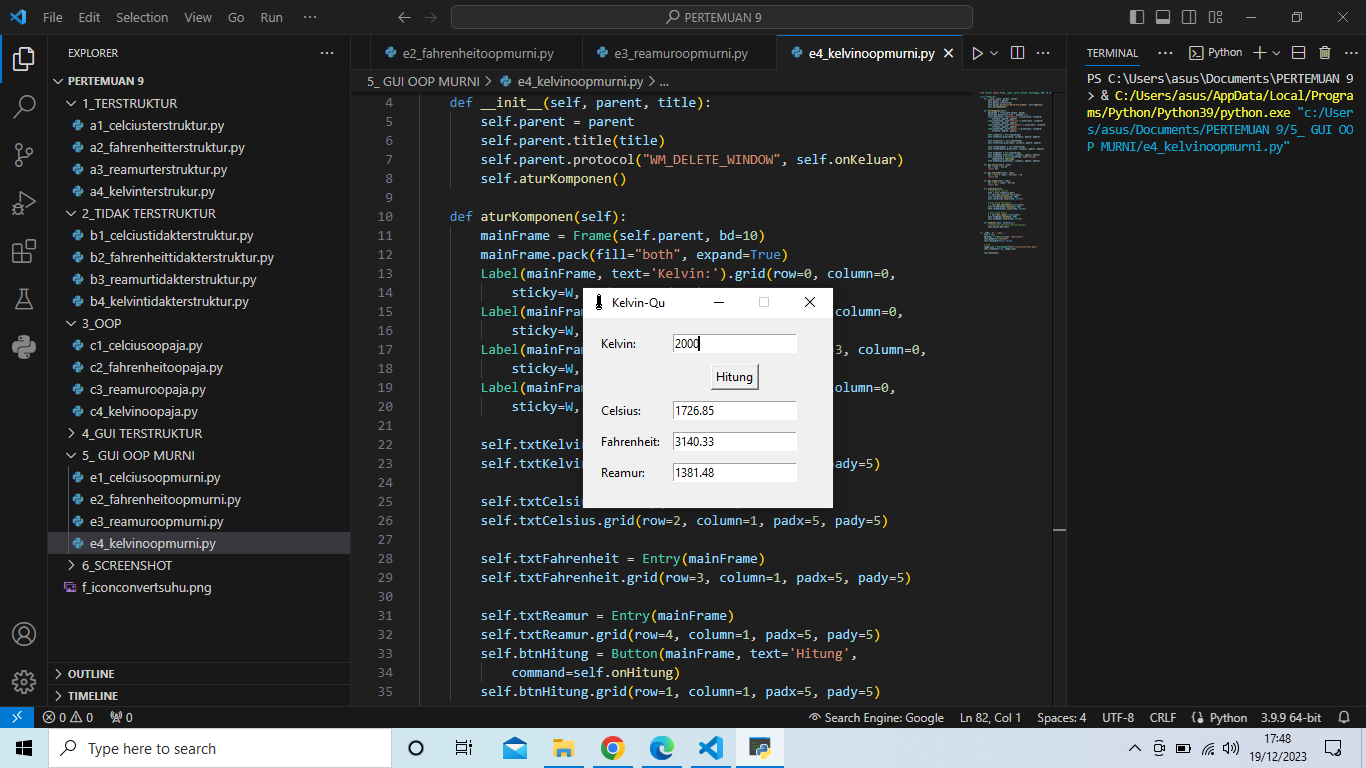 File Edit Selection View Go Run ···
PERTEMUAN 9
EXPLORER
PERTEMUAN 9
1_TERSTRUKTUR
a1_celciusterstruktur.py
a2_fahrenheitterstruktur.py
a3_reamurterstruktur.py
a4_kelvinterstrukur.py
2_TIDAK TERSTRUKTUR
b1_celciustidakterstruktur.py
b2_fahrenheittidakterstruktur.py
b3_reamurtidakterstruktur.py
b4_kelvintidakterstruktur.py
3_OOP
c1_celciusoopaja.py
c2_fahrenheitoopaja.py
c3_reamuroopaja.py
c4_kelvinoopaja.py
4_GUI TERSTRUKTUR
5_ GUI OOP MURNI
e1_celciusoopmurni.py
e2_fahrenheitoopmurni.py
e3_reamuroopmurni.py
e4_kelvinoopmurni.py
6_SCREENSHOT
f_iconconvertsuhu.png
OUTLINE
TIMELINE
e2_fahrenheitoopmurni.py e3_reamuroopmurni.py e4_kelvinoopmurni.py
5_ GUI OOP MURNI > e4_kelvinoopmurni.py > ...
4 def __init__(self, parent, title):
5 self.parent = parent
6 self.parent.title(title)
7 self.parent.protocol("WM_DELETE_WINDOW", self.onKeluar)
8 self.aturKomponen()
9
10 def aturKomponen(self):
11 mainFrame = Frame(self.parent, bd=10)
12 mainFrame.pack(fill="both", expand=True)
13 Label(mainFrame, text='Kelvin:').grid(row=0, column=0,
14 sticky=W,
15 Label(mainFram column=0,
16 sticky=W,
17 Label(mainFram 3, column=0,
18 sticky=W,
19 Label(mainFram column=0,
20 sticky=W,
21
22 self.txtKelvi
23 self.txtKelvi pady=5)
24
25 self.txtCelsi
26 self.txtCelsius.grid(row=2, column=1, padx=5, pady=5)
27
28 self.txtFahrenheit = Entry(mainFrame)
29 self.txtFahrenheit.grid(row=3, column=1, padx=5, pady=5)
30
31 self.txtReamur = Entry(mainFrame)
32 self.txtReamur.grid(row=4, column=1, padx=5, pady=5)
33 self.btnHitung = Button(mainFrame, text='Hitung',
34 command=self.onHitung)
35 self.btnHitung.grid(row=1, column=1, padx=5, pady=5)
Kelvin-Qu
Kelvin: 2000
Hitung
Celsius: 1726.85
Fahrenheit: 3140.33
Reamur: 1381.48
TERMINAL ··· Python
PS C:\Users\asus\Documents\PERTEMUAN 9
> & C:/Users/asus/AppData/Local/Progra
ms/Python/Python39/python.exe "c:/User
s/asus/Documents/PERTEMUAN 9/5_ GUI OO
P MURNI/e4_kelvinoopmurni.py"
0 0 0 Search Engine: Google Ln 82, Col 1 Spaces: 4 UTF-8 CRLF Python 3.9.9 64-bit
Type here to search
17:48
19/12/2023